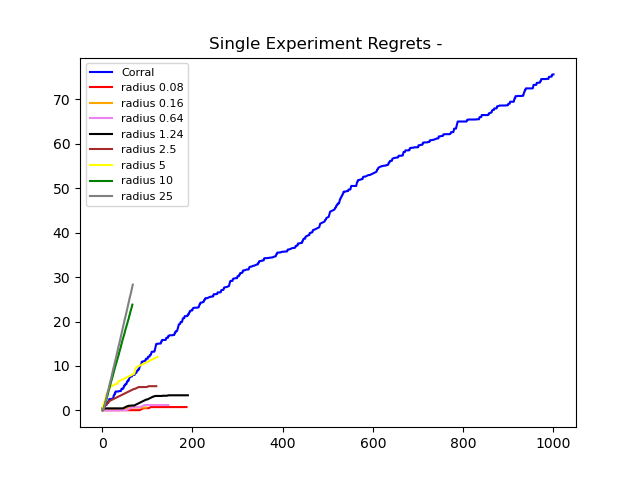 Single Experiment Regrets -
Corral
radius 0.08
radius 0.16
radius 0.64
radius 1.24
radius 2.5
radius 5
radius 10
radius 25
70
60
50
40
30
20
10
0
0 200 400 600 800 1000